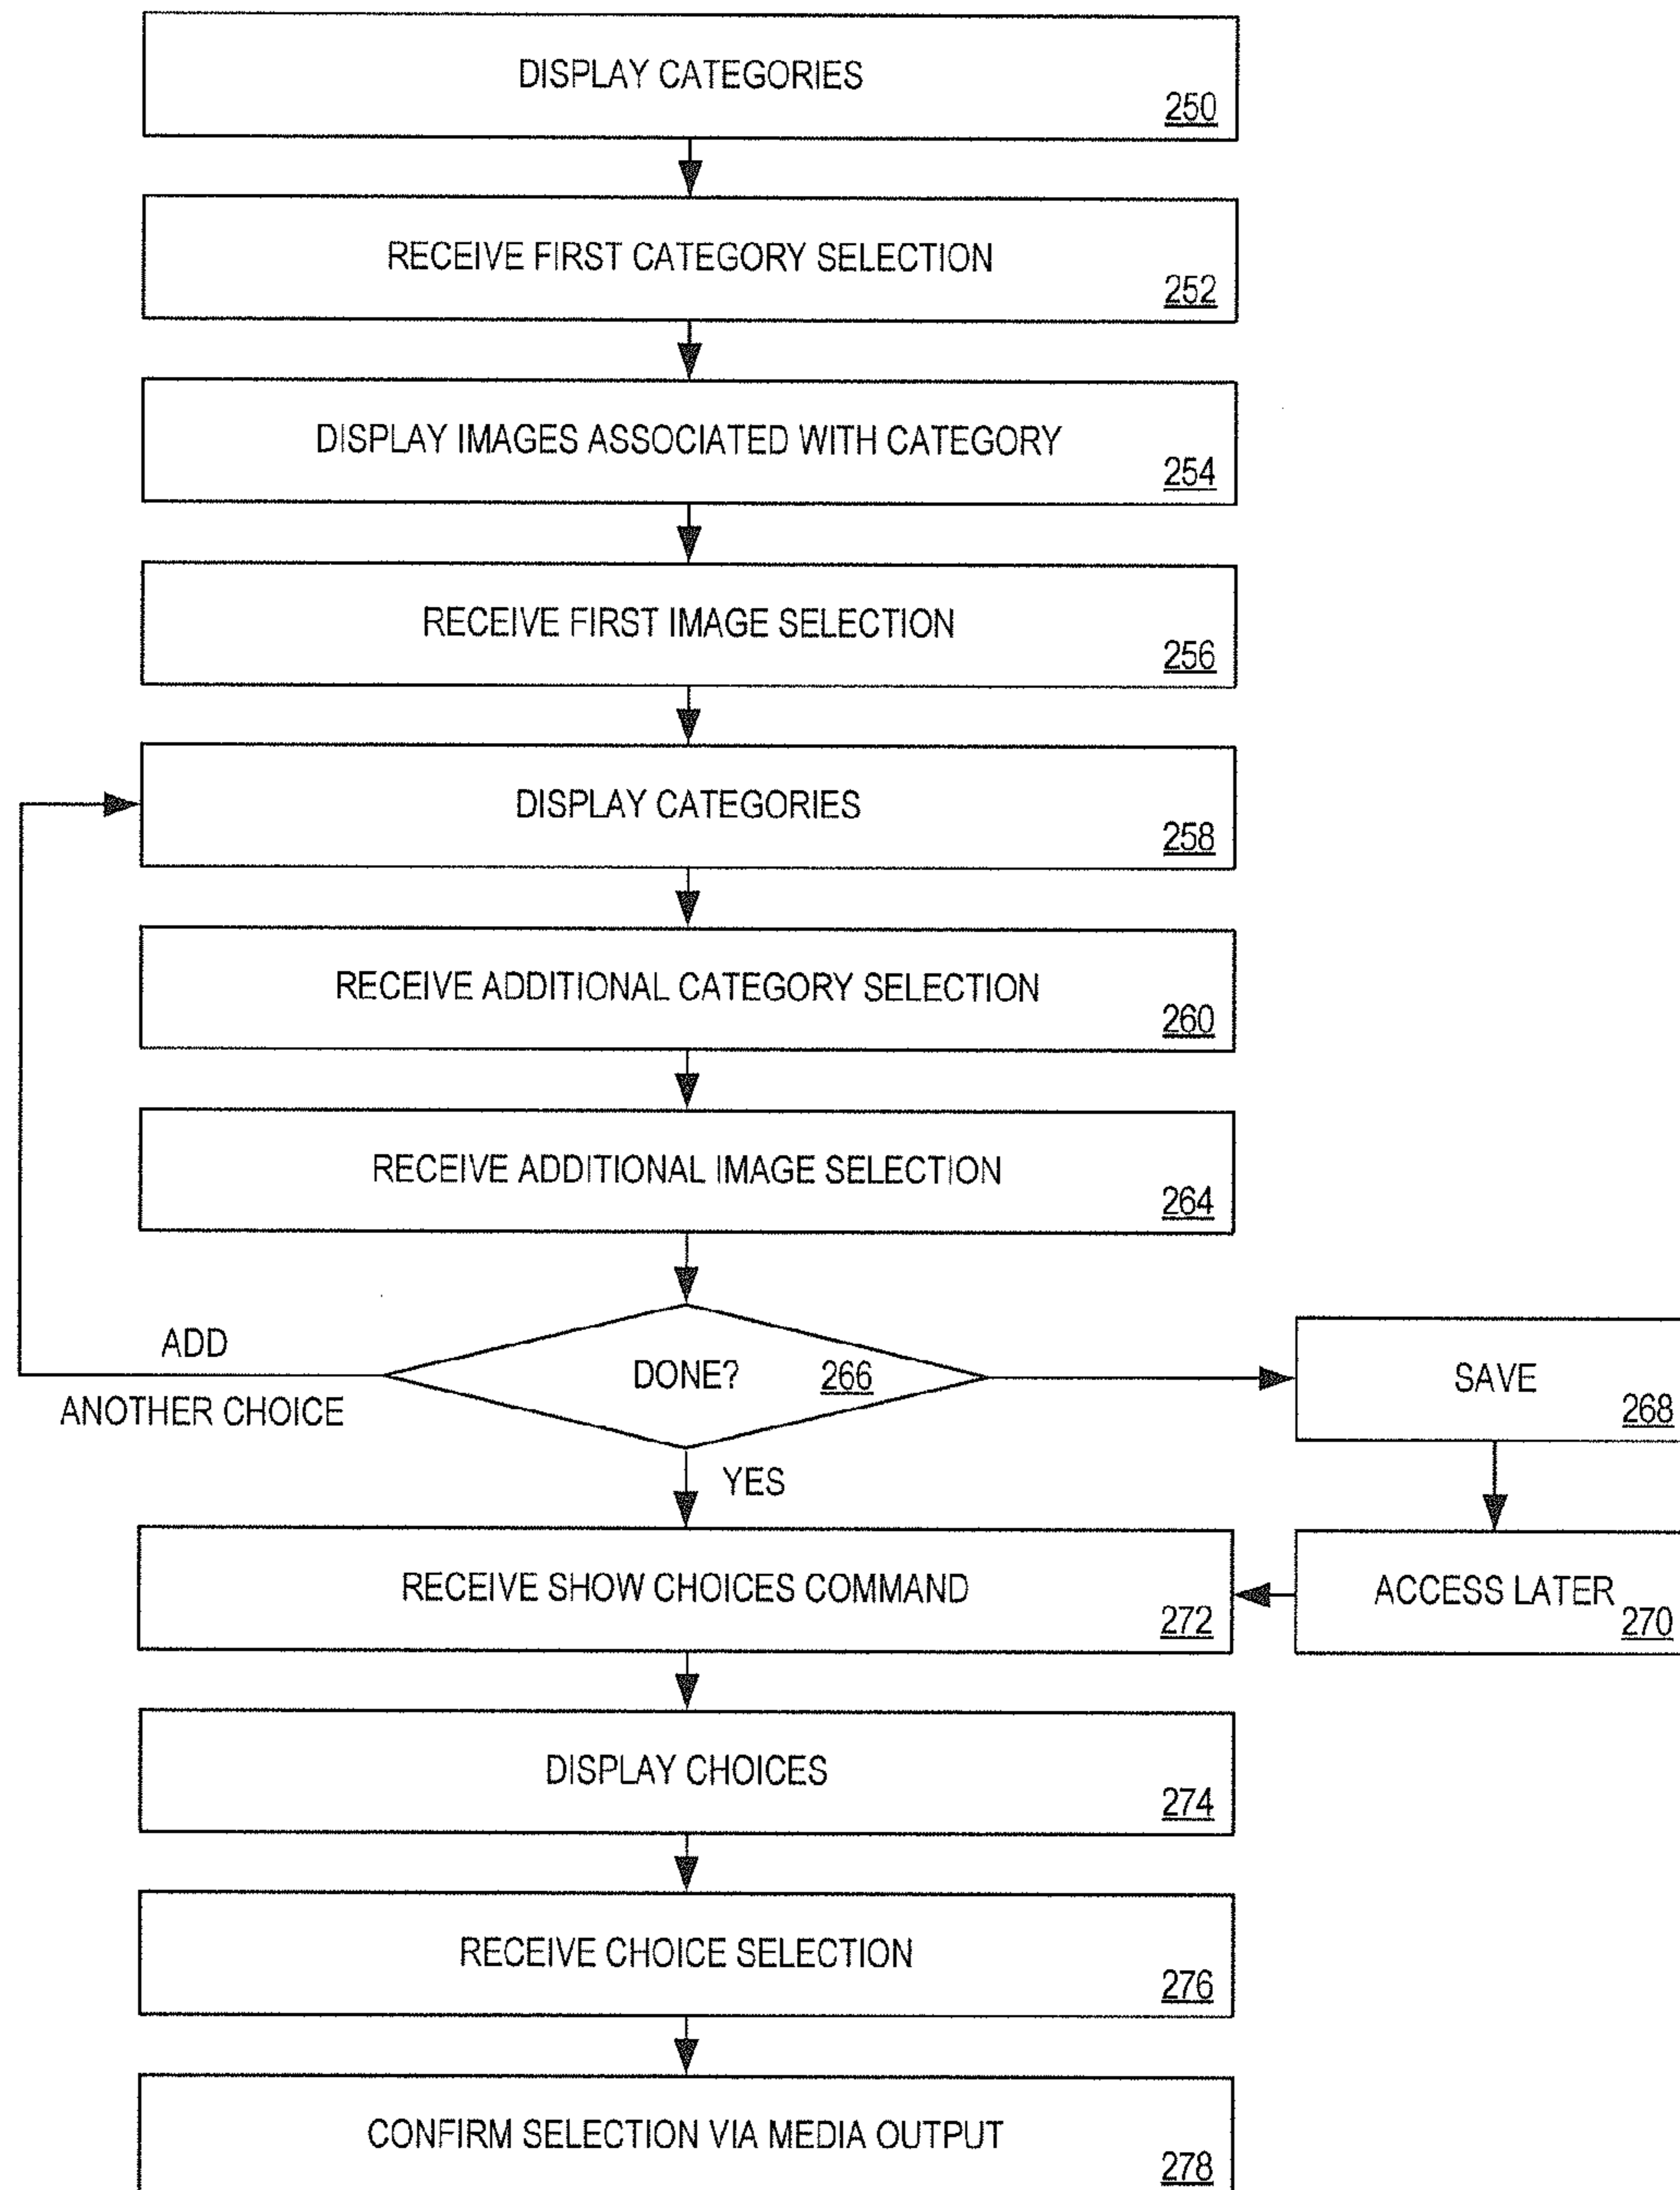 DISPLAY CATEGORIES
250
RECEIVE FIRST CATEGORY SELECTION
252
DISPLAY IMAGES ASSOCIATED WITH CATEGORY
254
RECEIVE FIRST IMAGE SELECTION
256
DISPLAY CATEGORIES
258
RECEIVE ADDITIONAL CATEGORY SELECTION
260
RECEIVE ADDITIONAL IMAGE SELECTION
264
ADD
ANOTHER CHOICE
DONE? 266
SAVE
268
YES
ACCESS LATER
270
RECEIVE SHOW CHOICES COMMAND
272
DISPLAY CHOICES
274
RECEIVE CHOICE SELECTION
276
CONFIRM SELECTION VIA MEDIA OUTPUT
278